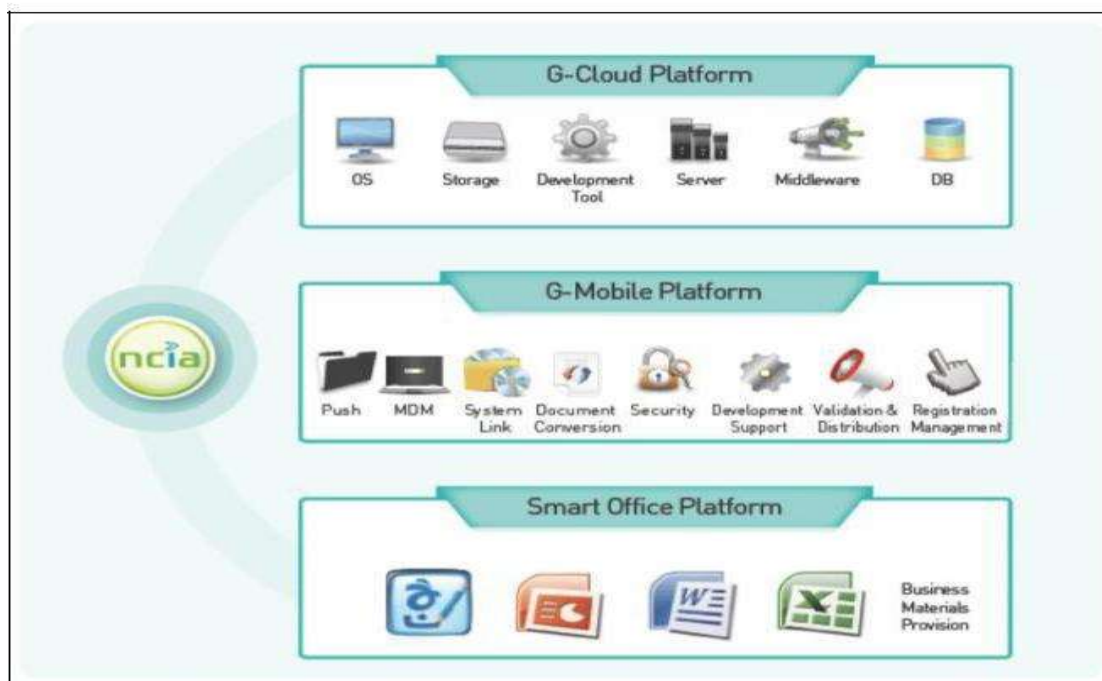 G-Cloud Platform
OS Storage Development Server Middleware DB
Tool
ncia
G-Mobile Platform
Push MDM System Document Security Development Validation & Registration
Link Conversion Support Distribution Management
Smart Office Platform
한 W X
Business
Materials
Provision